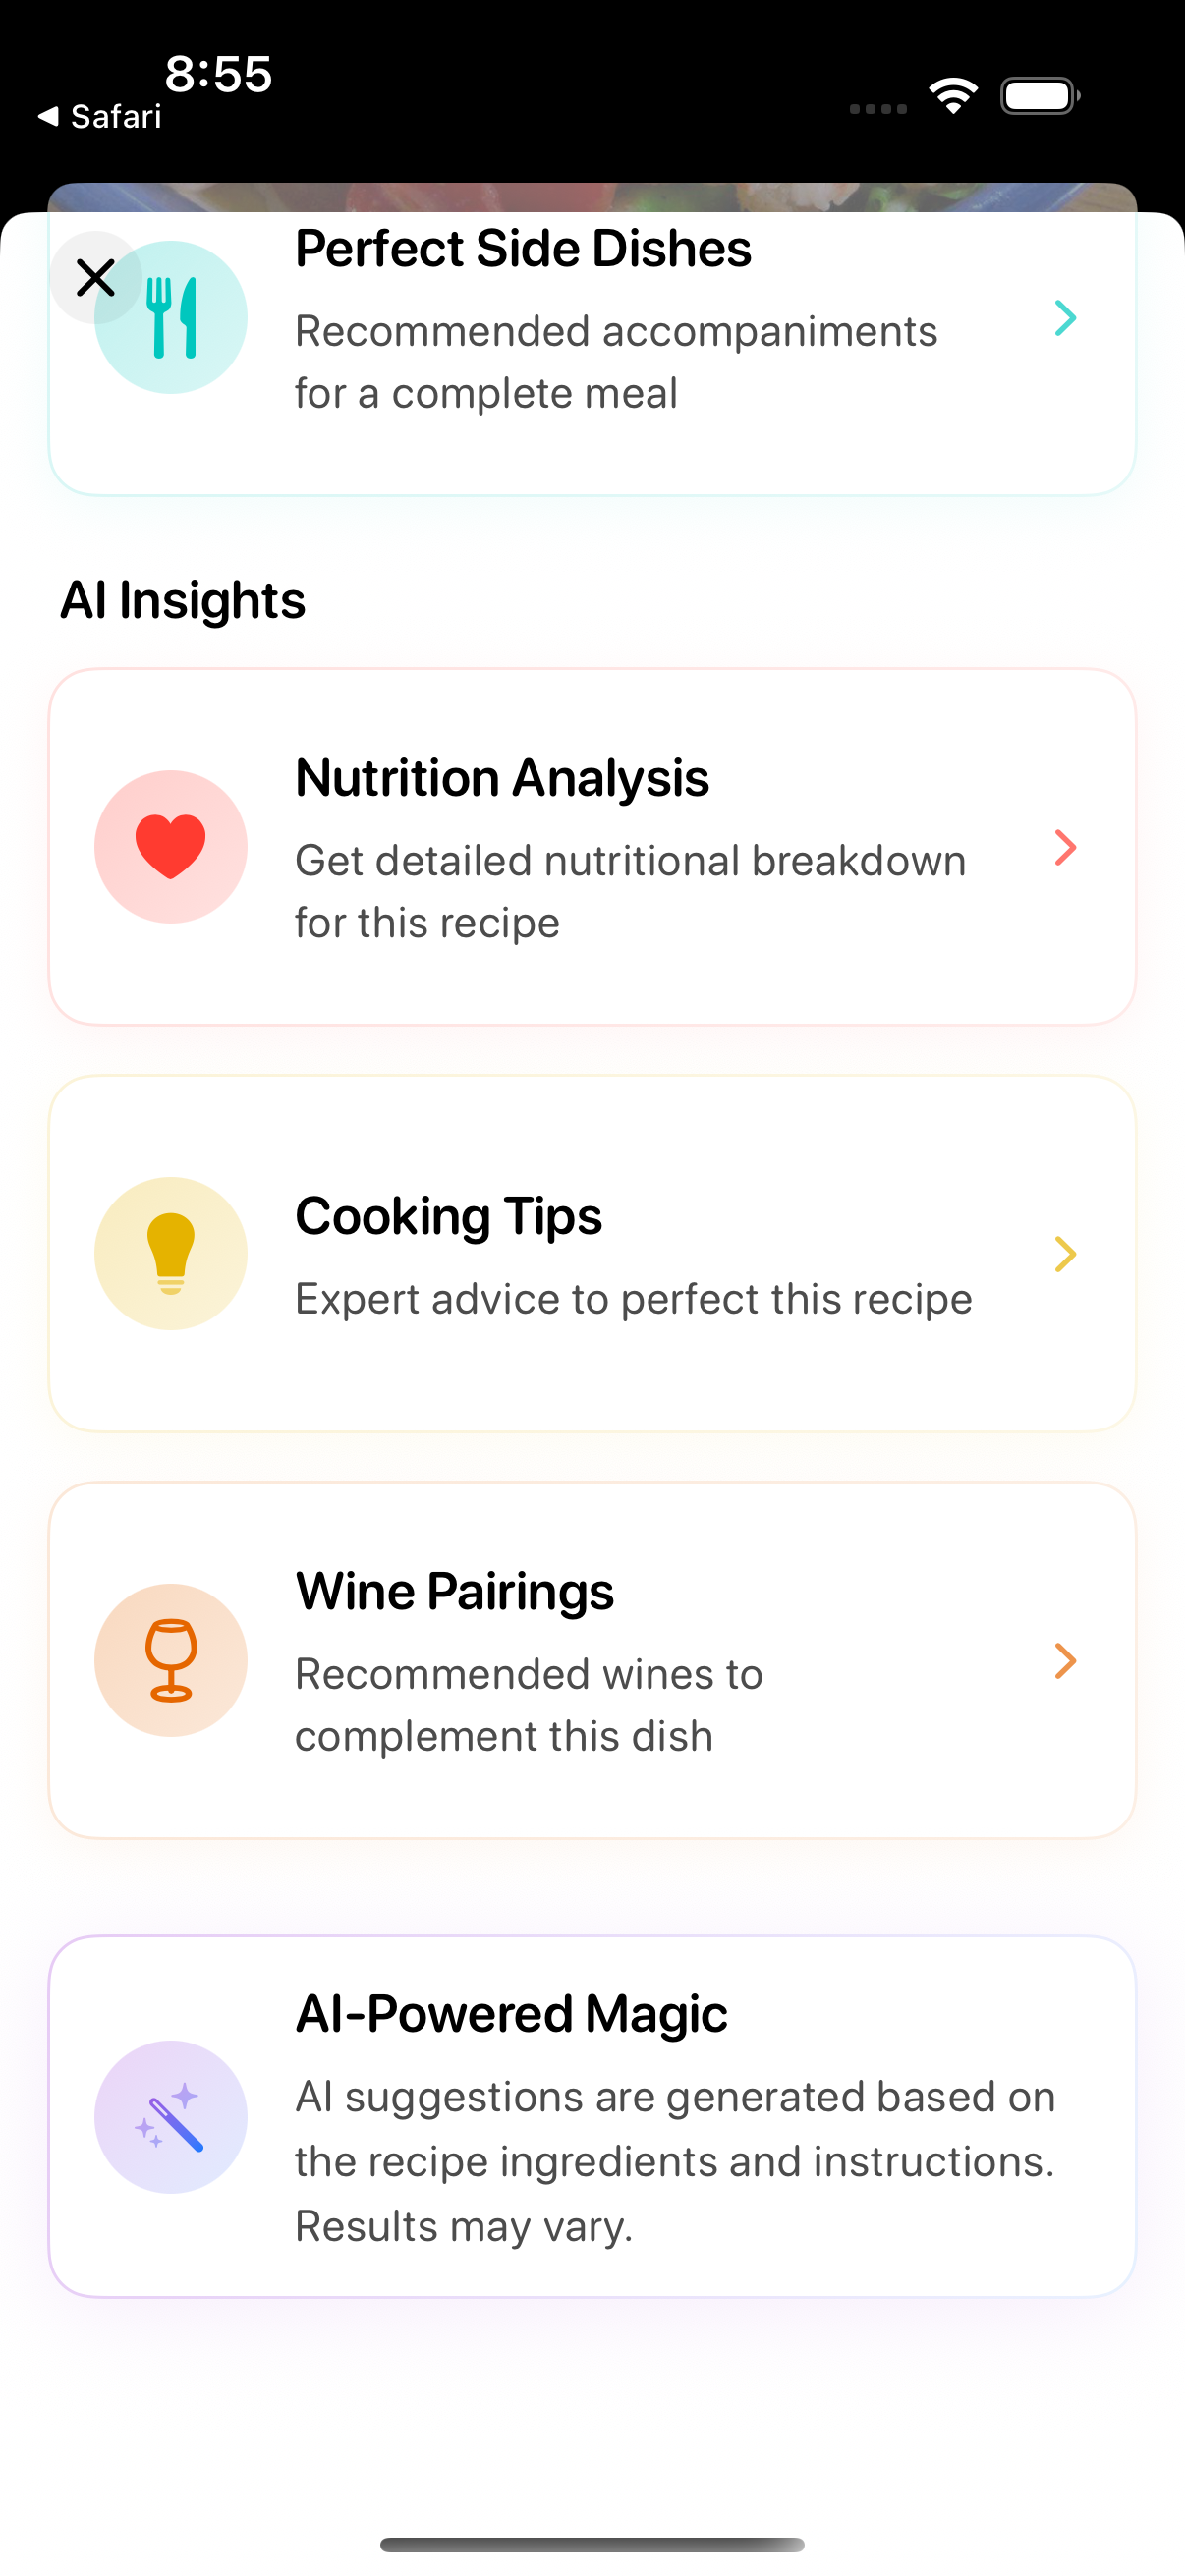 8:55
Safari
Perfect Side Dishes
Recommended accompaniments
for a complete meal
AI Insights
Nutrition Analysis
Get detailed nutritional breakdown
for this recipe
Cooking Tips
Expert advice to perfect this recipe
Wine Pairings
Recommended wines to
complement this dish
AI-Powered Magic
AI suggestions are generated based on
the recipe ingredients and instructions.
Results may vary.